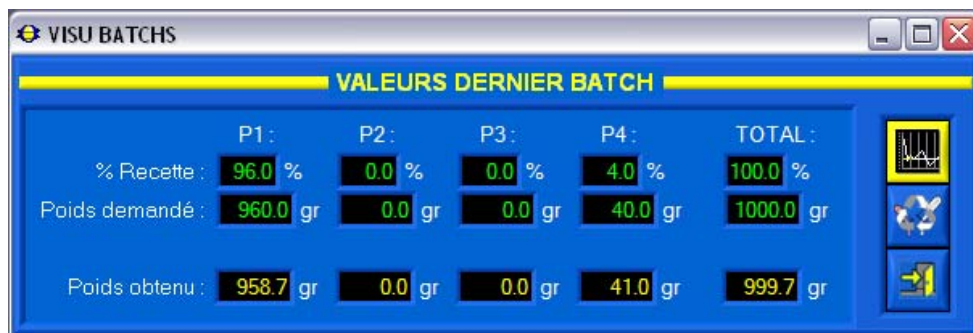 VISU BATCHS
VALEURS DERNIER BATCH
P1 : P2 : P3 : P4 : TOTAL :
% Recette : 96.0 % 0.0 % 0.0 % 4.0 % 100.0 %
Poids demandé : 960.0 gr 0.0 gr 0.0 gr 40.0 gr 1000.0 gr
Poids obtenu : 958.7 gr 0.0 gr 0.0 gr 41.0 gr 999.7 gr